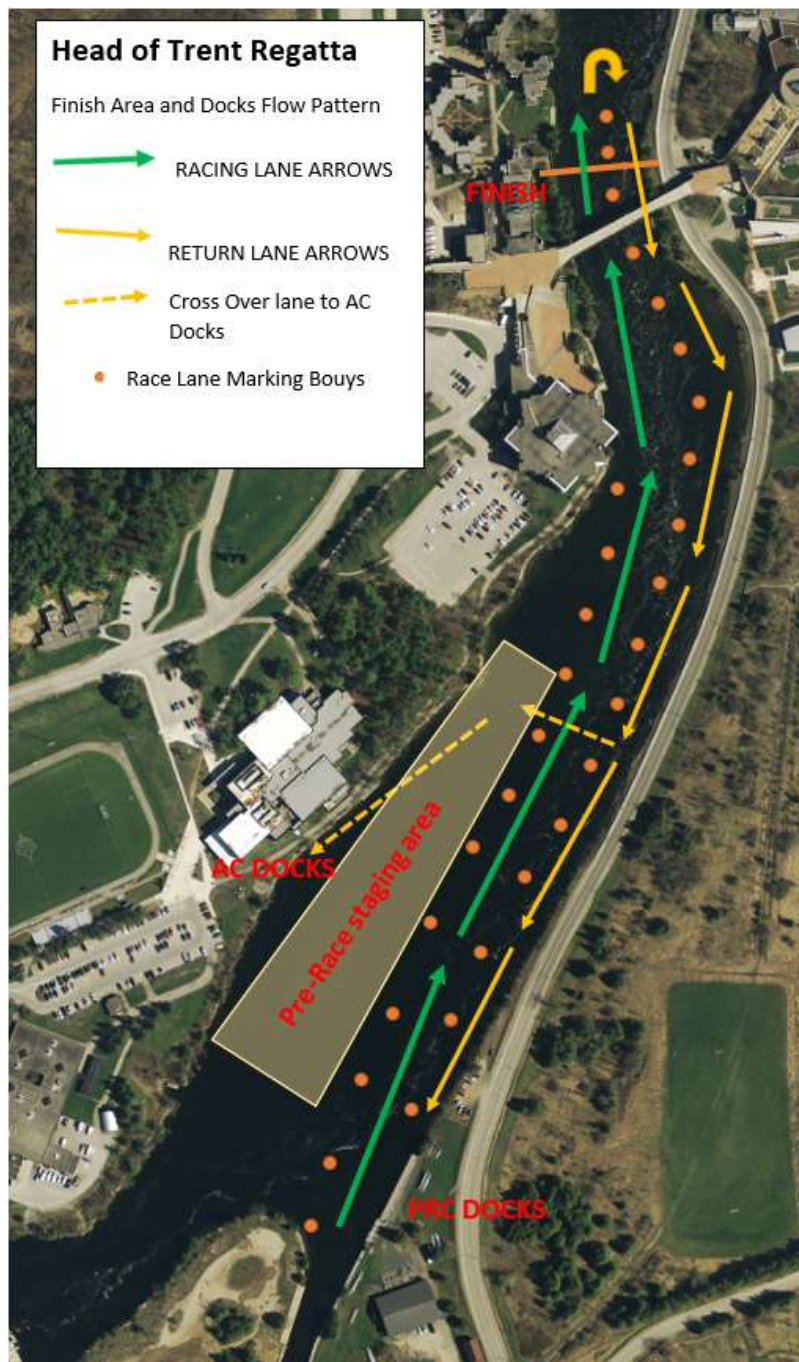 Head of Trent Regatta
Finish Area and Docks Flow Pattern
RACING LANE ARROWS
RETURN LANE ARROWS
Cross Over lane to AC
Docks
Race Lane Marking Bouys
FINISH
AC DOCKS
Pre-Race staging area
PRC DOCKS